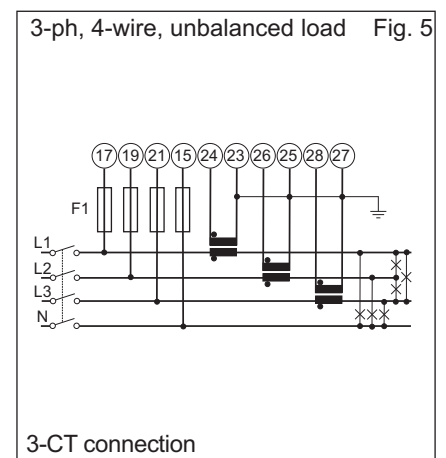 3-ph, 4-wire, unbalanced load Fig. 5
17 19 21 15 24 23 26 25 28 27
F1
L1
L2
L3
N
3-CT connection